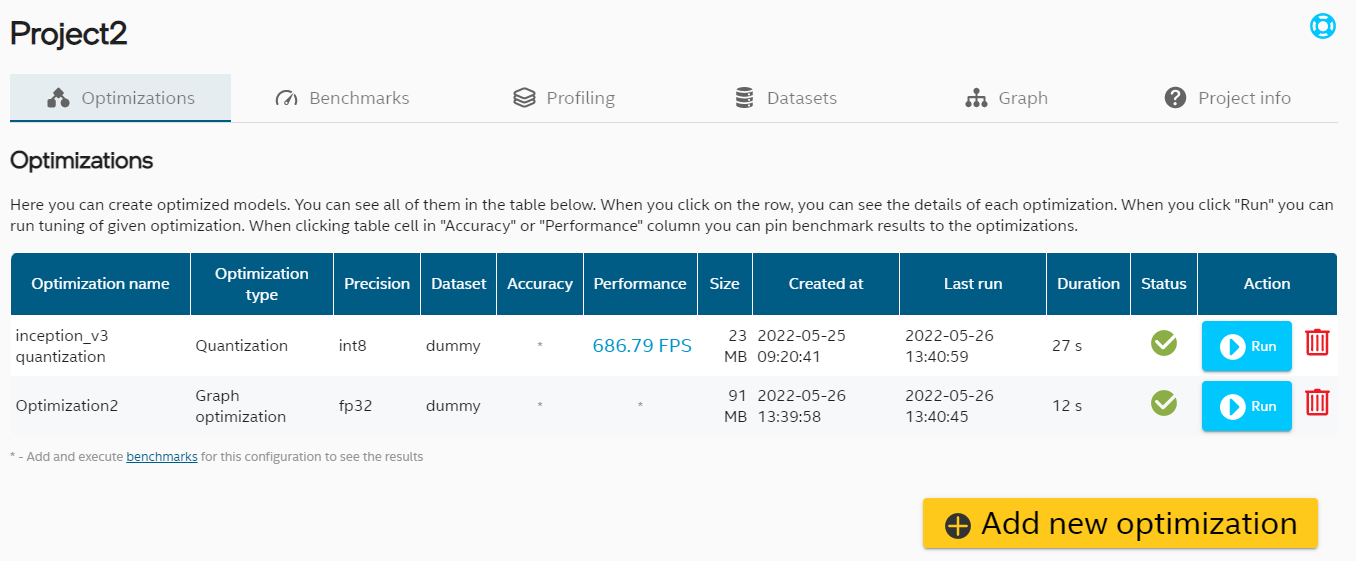 Project2
Optimizations Benchmarks Profiling Datasets Graph Project info
Optimizations
Here you can create optimized models. You can see all of them in the table below. When you click on the row, you can see the details of each optimization. When you click "Run" you can
run tuning of given optimization. When clicking table cell in "Accuracy" or "Performance" column you can pin benchmark results to the optimizations.
Optimization name Optimization type Precision Dataset Accuracy Performance Size Created at Last run Duration Status Action
inception_v3 quantization Quantization int8 dummy * 686.79 FPS 23 MB 2022-05-25 09:20:41 2022-05-26 13:40:59 27 s Run
Optimization2 Graph optimization fp32 dummy * * 91 MB 2022-05-26 13:39:58 2022-05-26 13:40:45 12 s Run
* - Add and execute benchmarks for this configuration to see the results
Add new optimization